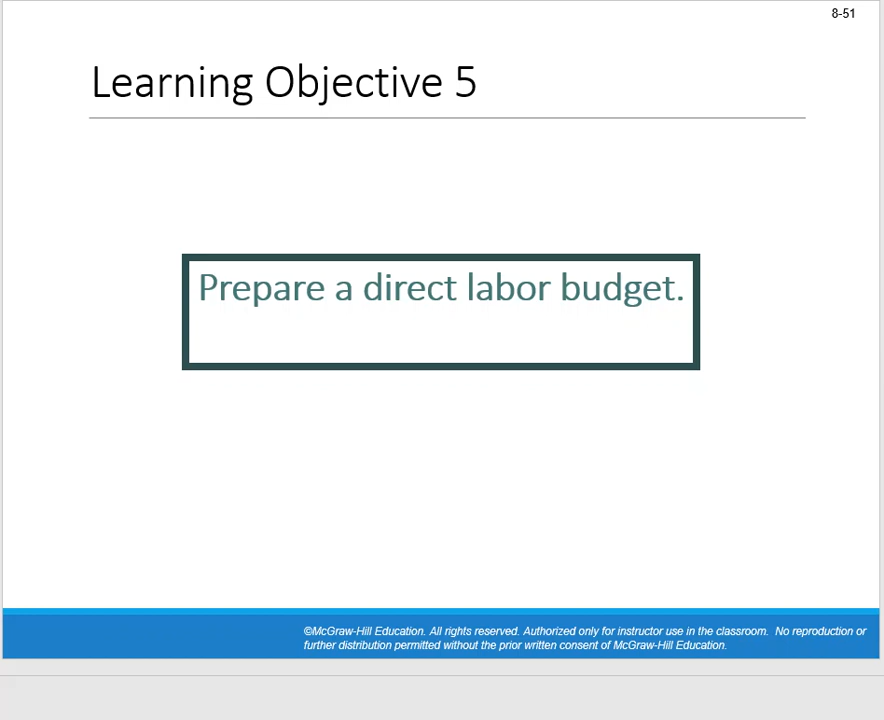 8-51
Learning Objective 5
Prepare a direct labor budget.
©McGraw-Hill Education. All rights reserved. Authorized only for instructor use in the classroom.  No reproduction or
further distribution permitted without the prior written consent of McGraw-Hill Education.